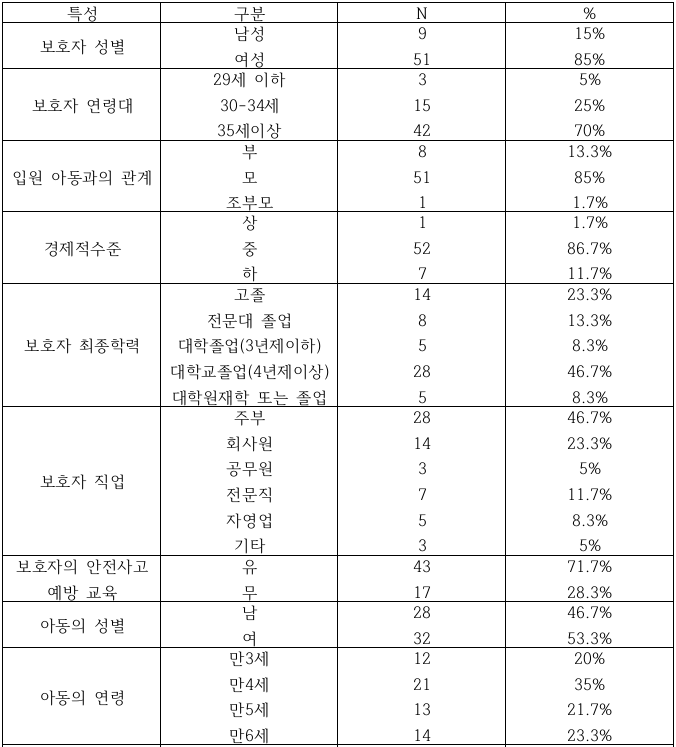 특성 구분 N %
보호자 성별 남성 9 15%
여성 51 85%
보호자 연령대 29세 이하 3 5%
30-34세 15 25%
35세이상 42 70%
입원 아동과의 관계 부 8 13.3%
모 51 85%
조부모 1 1.7%
경제적수준 상 1 1.7%
중 52 86.7%
하 7 11.7%
보호자 최종학력 고졸 14 23.3%
전문대 졸업 8 13.3%
대학졸업(3년제이하) 5 8.3%
대학교졸업(4년제이상) 28 46.7%
대학원재학 또는 졸업 5 8.3%
보호자 직업 주부 28 46.7%
회사원 14 23.3%
공무원 3 5%
전문직 7 11.7%
자영업 5 8.3%
기타 3 5%
보호자의 안전사고 유 43 71.7%
예방 교육 무 17 28.3%
아동의 성별 남 28 46.7%
여 32 53.3%
아동의 연령 만3세 12 20%
만4세 21 35%
만5세 13 21.7%
만6세 14 23.3%